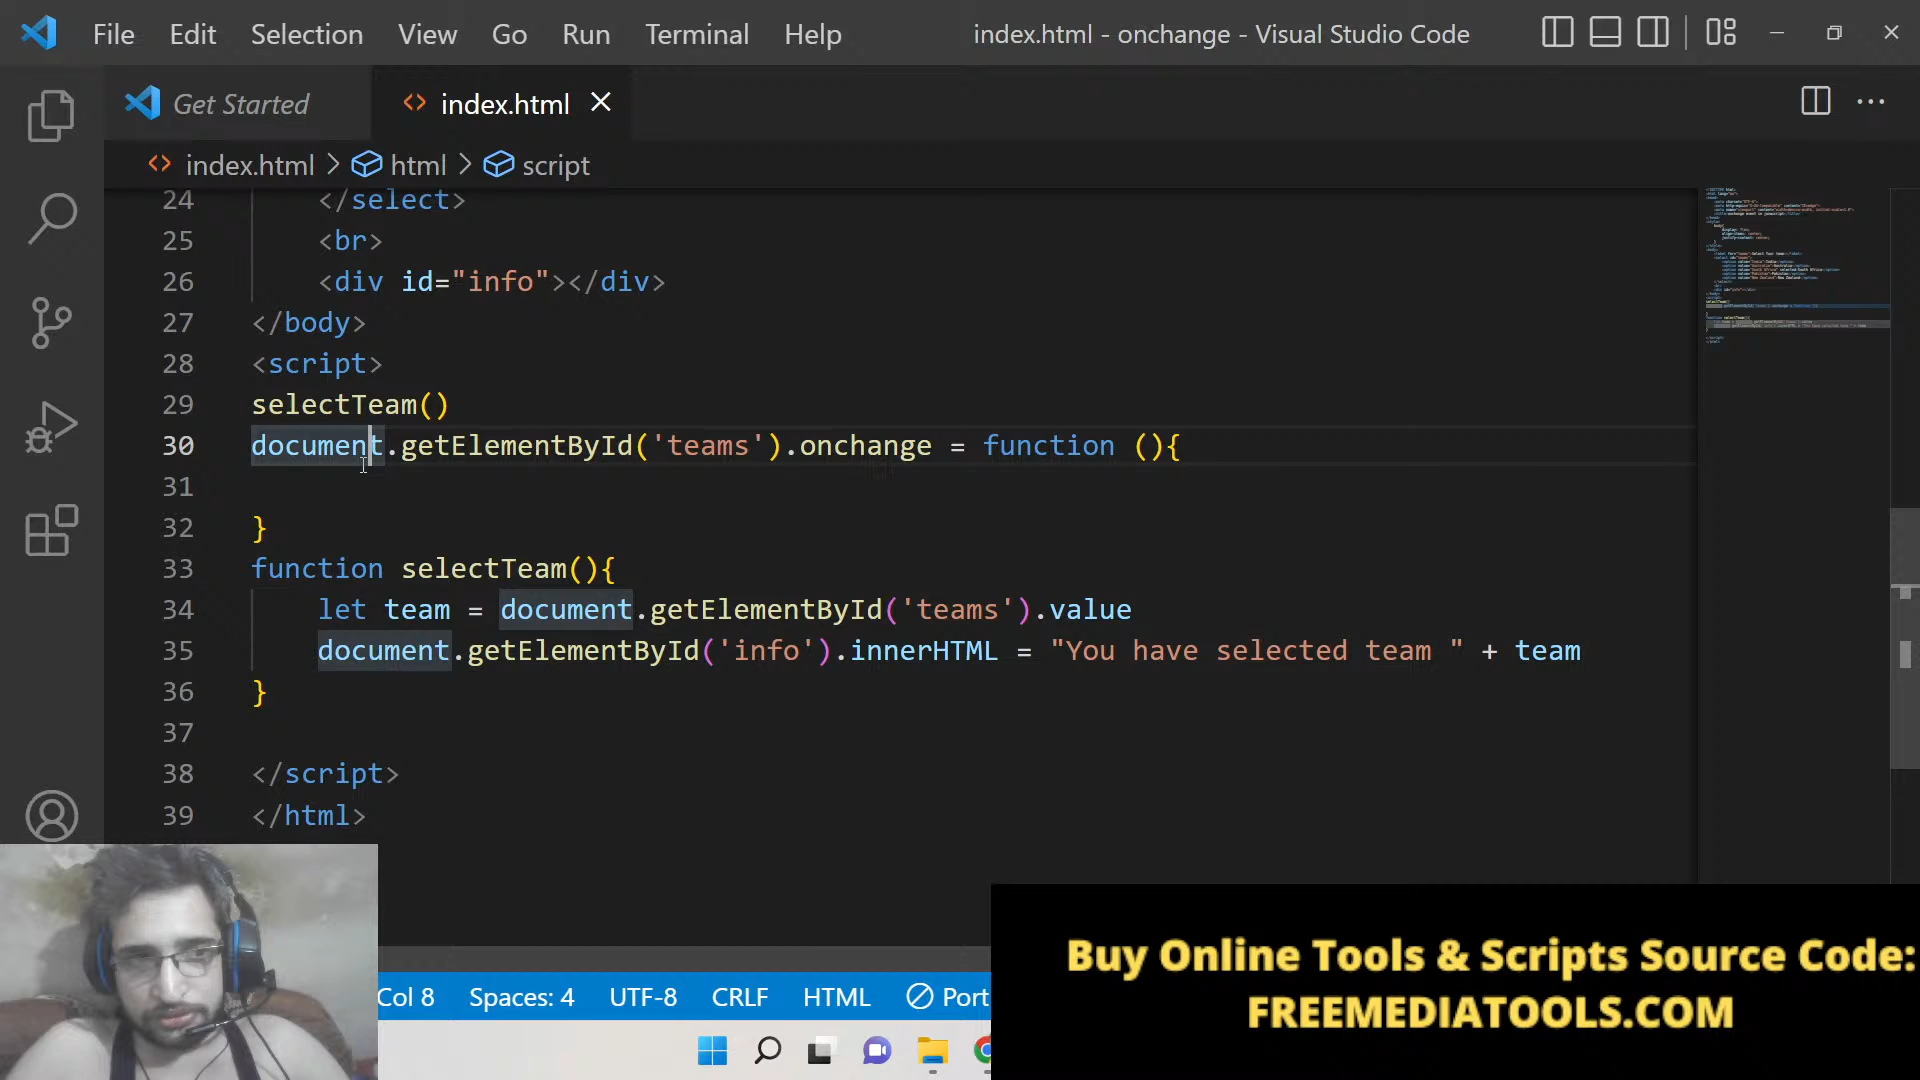 File Edit Selection View Go Run Terminal Help index.html - onchange - Visual Studio Code
Get Started index.html
index.html > html > script
24 </select>
25 <br>
26 <div id="info"></div>
27 </body>
28 <script>
29 selectTeam()
30 document.getElementById('teams').onchange = function (){
31
32 }
33 function selectTeam(){
34 let team = document.getElementById('teams').value
35 document.getElementById('info').innerHTML = "You have selected team " + team
36 }
37
38 </script>
39 </html>
Buy Online Tools & Scripts Source Code:
FREEMEDIATOOLS.COM
Col 8 Spaces: 4 UTF-8 CRLF HTML Port